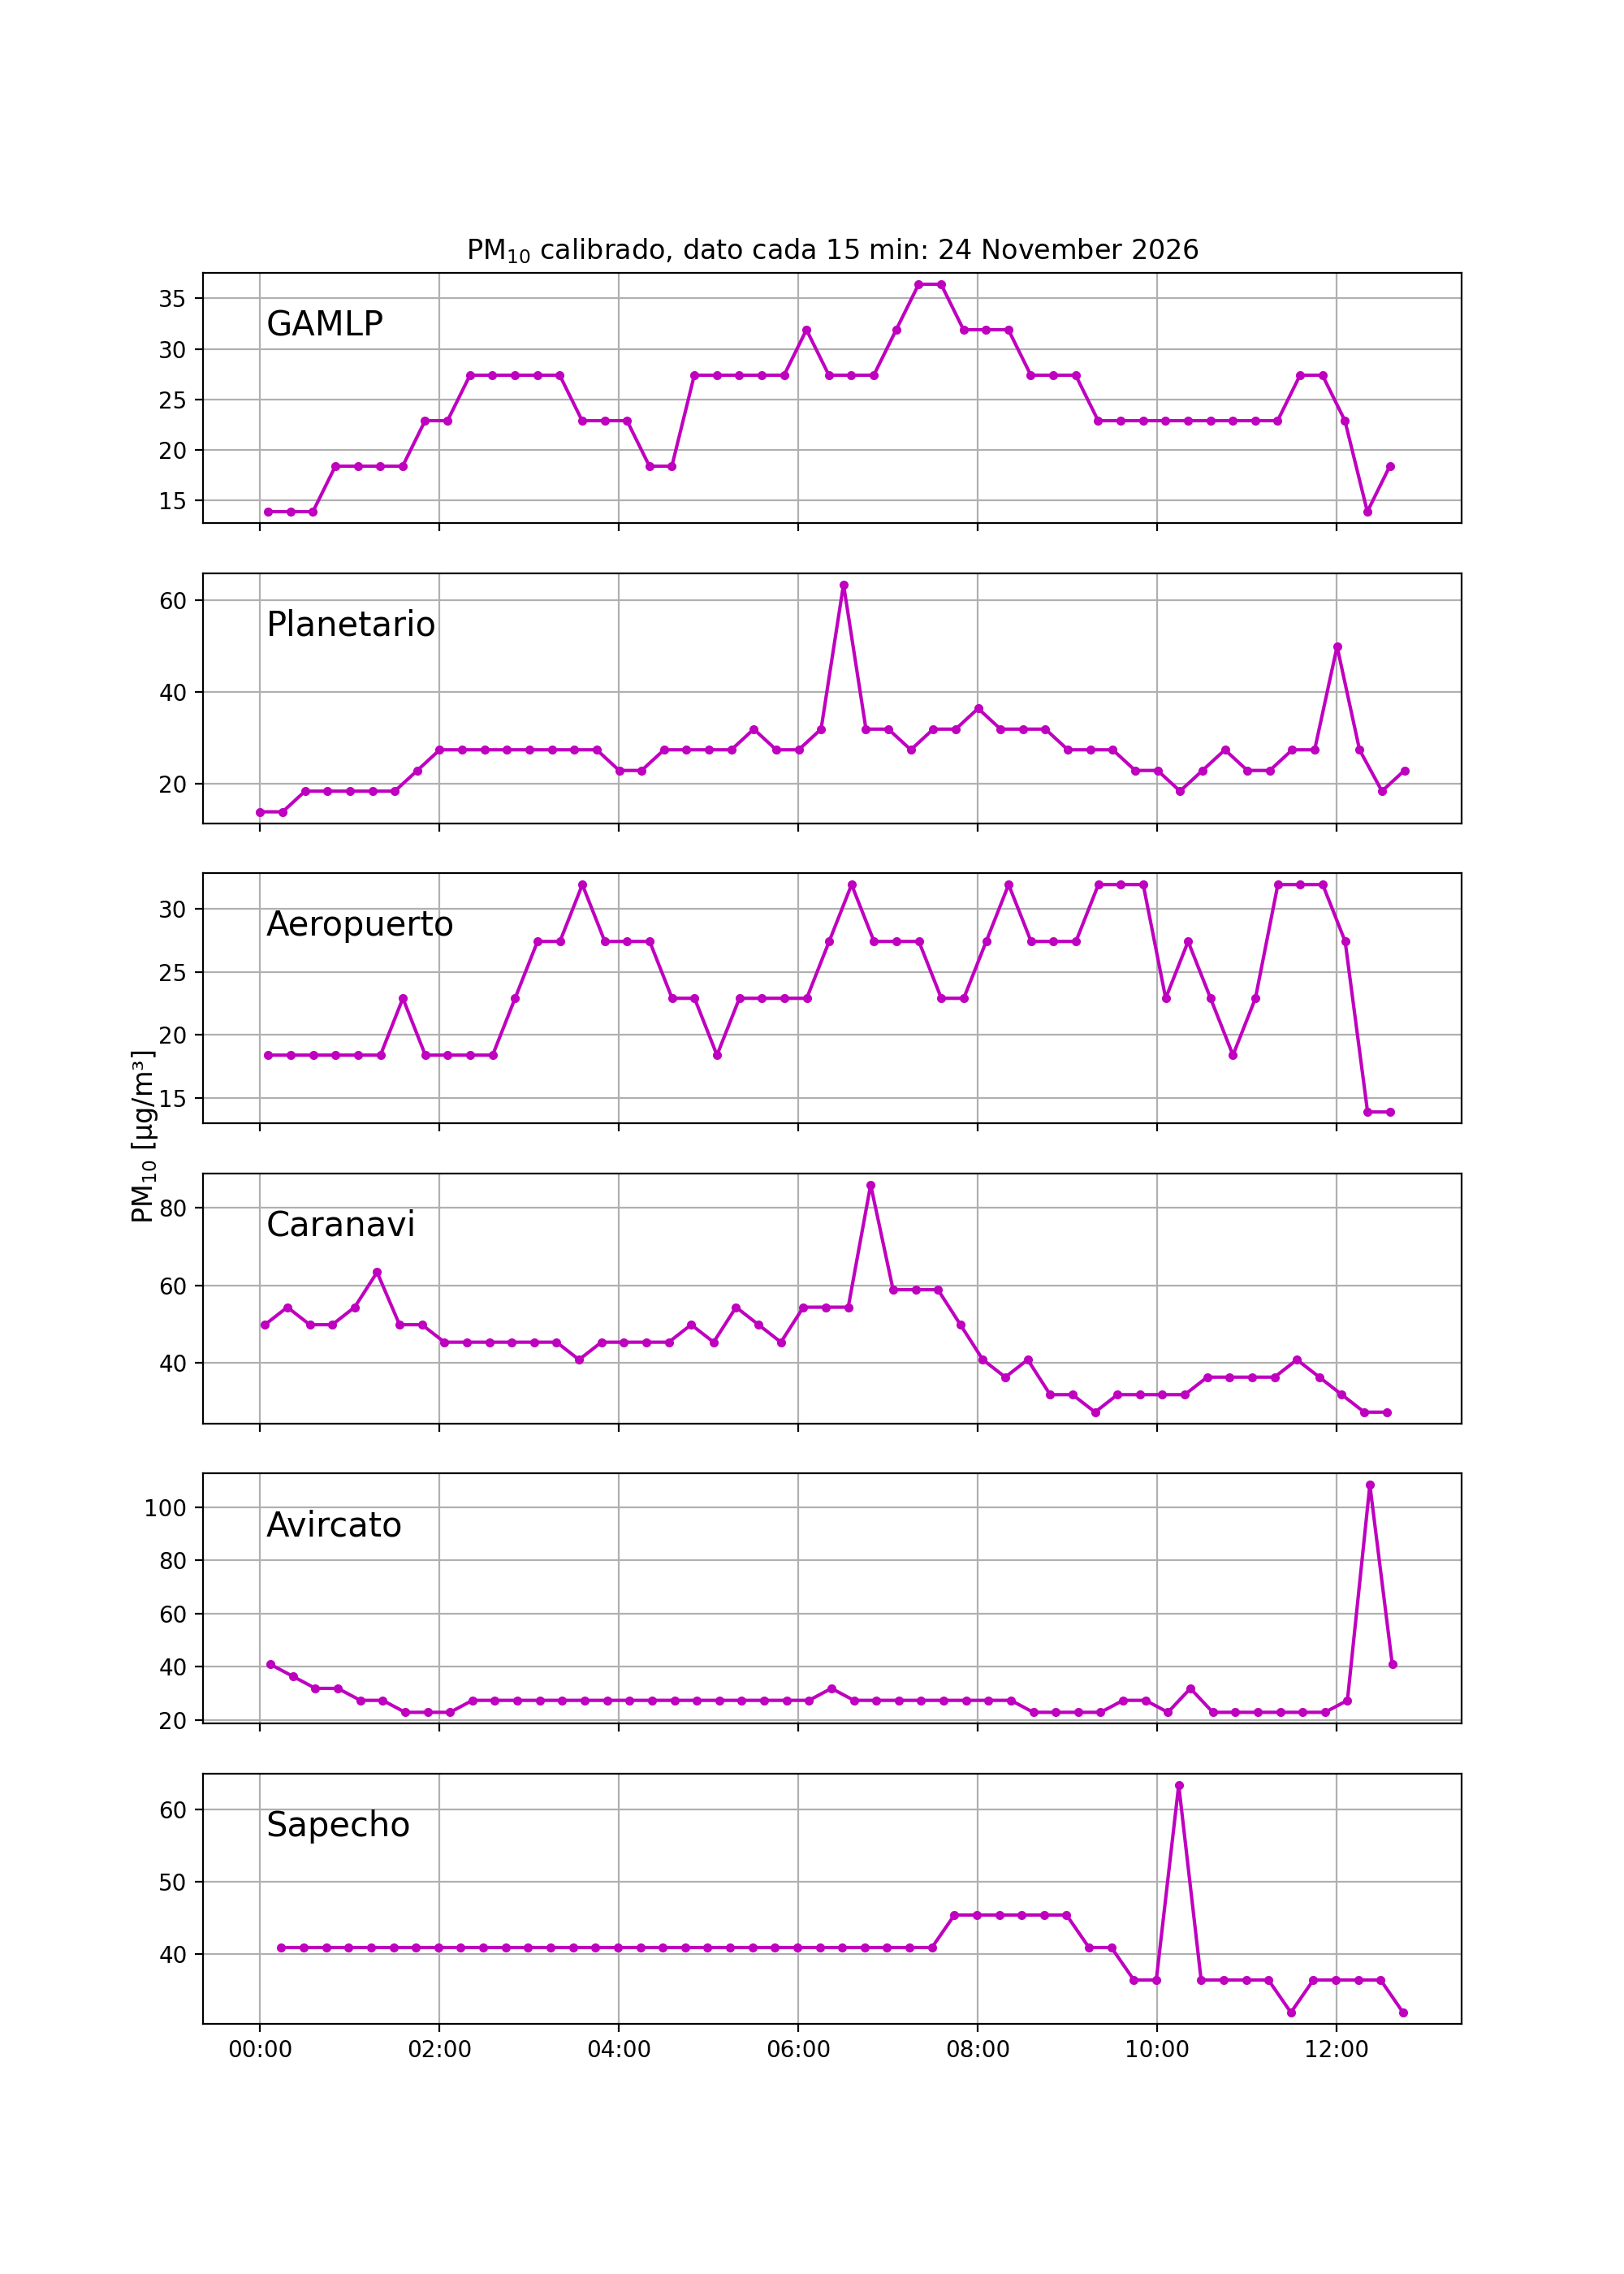 PM₁₀ calibrado, dato cada 15 min: 24 November 2026
PM₁₀ [µg/m³]
GAMLP
35
30
25
20
15
Planetario
60
40
20
Aeropuerto
30
25
20
15
Caranavi
80
60
40
Avircato
100
80
60
40
20
Sapecho
60
50
40
00:00 02:00 04:00 06:00 08:00 10:00 12:00